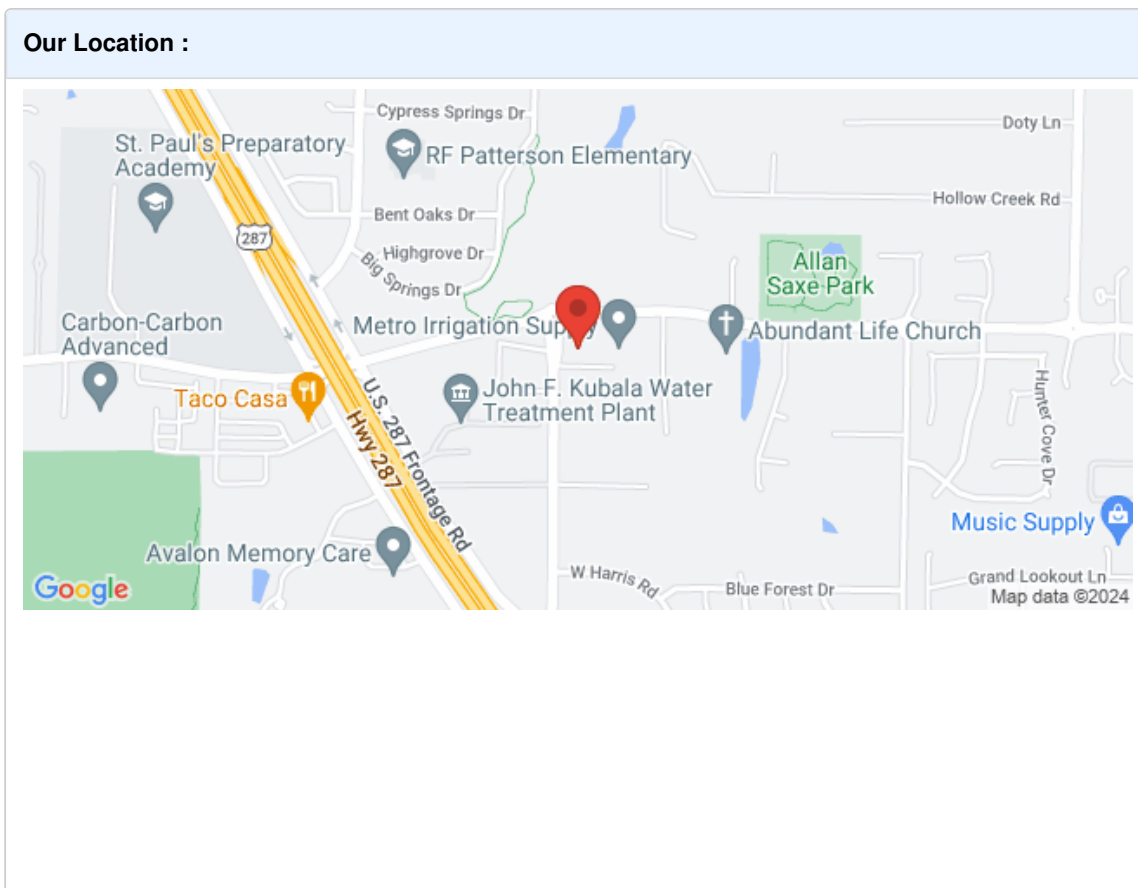 Our Location :
Cypress Springs Dr
Doty Ln
St. Paul's Preparatory
Academy
RF Patterson Elementary
Hollow Creek Rd
Bent Oaks Dr
287
Highgrove Dr
Big Springs Dr
Allan
Saxe Park
Carbon-Carbon
Advanced
Metro Irrigation Supply
Abundant Life Church
Taco Casa
John F. Kubala Water
Treatment Plant
U.S. 287 Frontage Rd
Hwy 287
Hunter Cove Dr
Music Supply
Avalon Memory Care
W Harris Rd
Blue Forest Dr
Grand Lookout Ln
Google
Map data ©2024